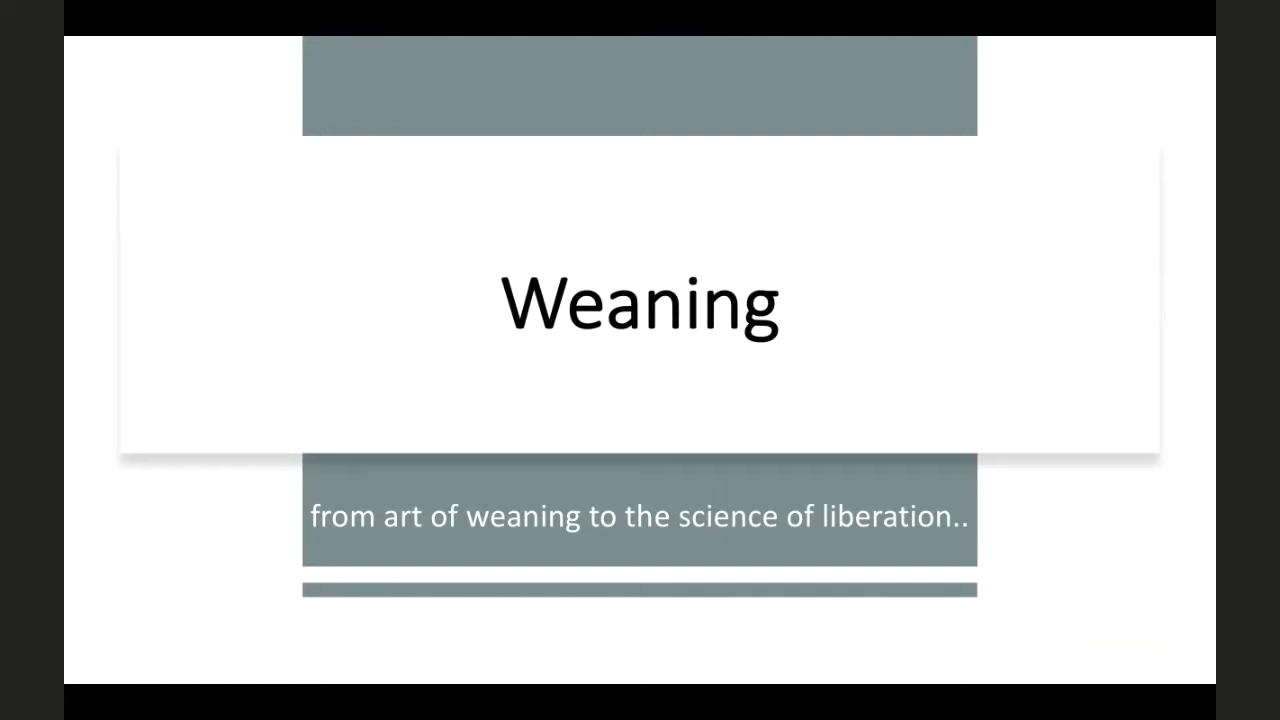 Weaning
from art of weaning to the science of liberation..